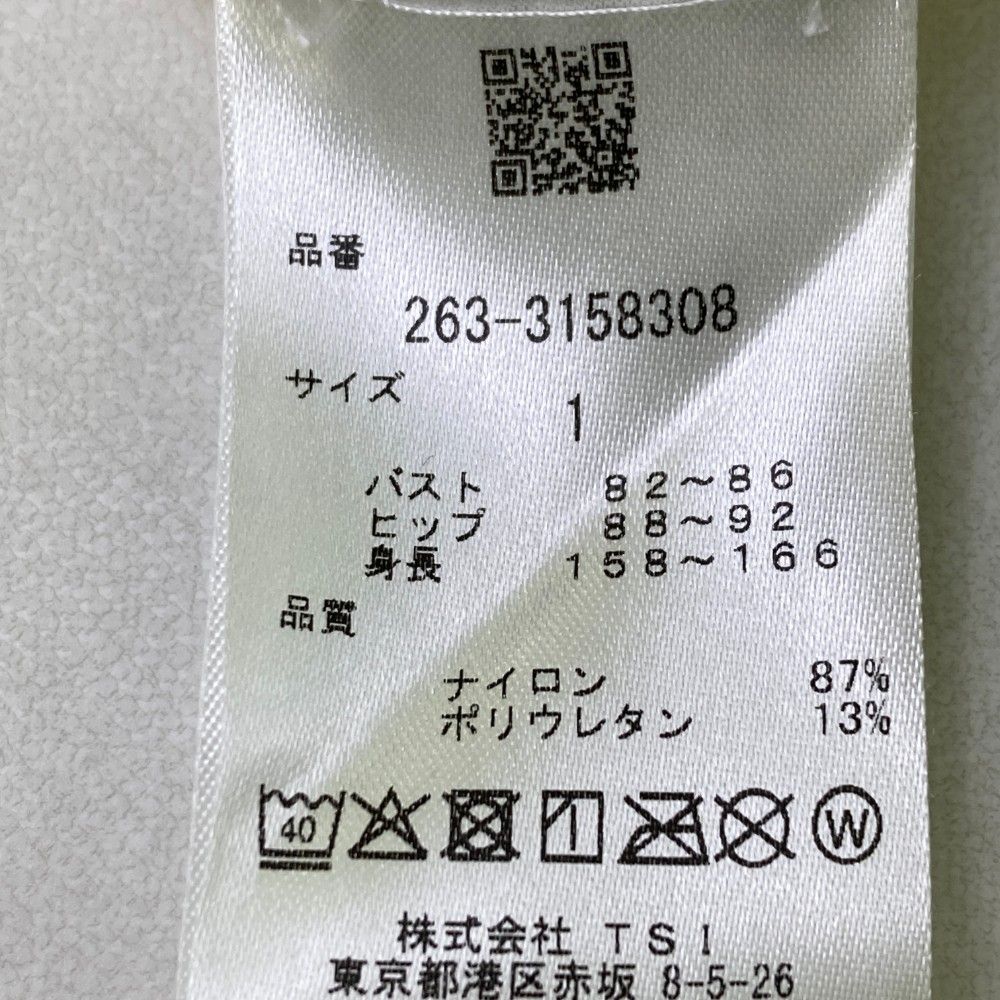 品番
263-3158308
サイズ
1
バスト 82～86
ヒップ 88～92
身長 158～166
品質
ナイロン 87%
ポリウレタン 13%
40
W
株式会社 TSI
東京都港区赤坂 8-5-26